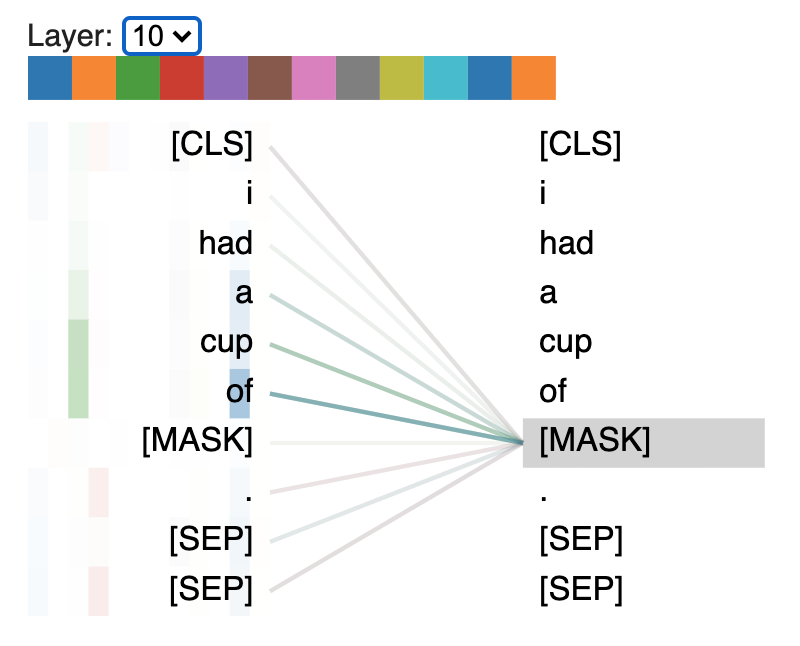 Layer: 10
[CLS] [CLS]
i i
had had
a a
cup cup
of of
[MASK] [MASK]
. .
[SEP] [SEP]
[SEP] [SEP]